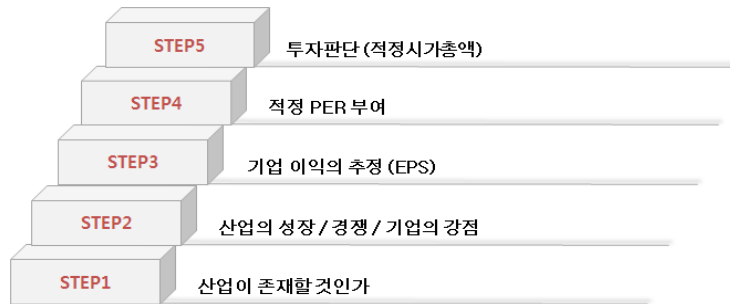 STEP5 투자판단 (적정시가총액)
STEP4 적정 PER 부여
STEP3 기업 이익의 추정 (EPS)
STEP2 산업의 성장 / 경쟁 / 기업의 강점
STEP1 산업이 존재할것인가